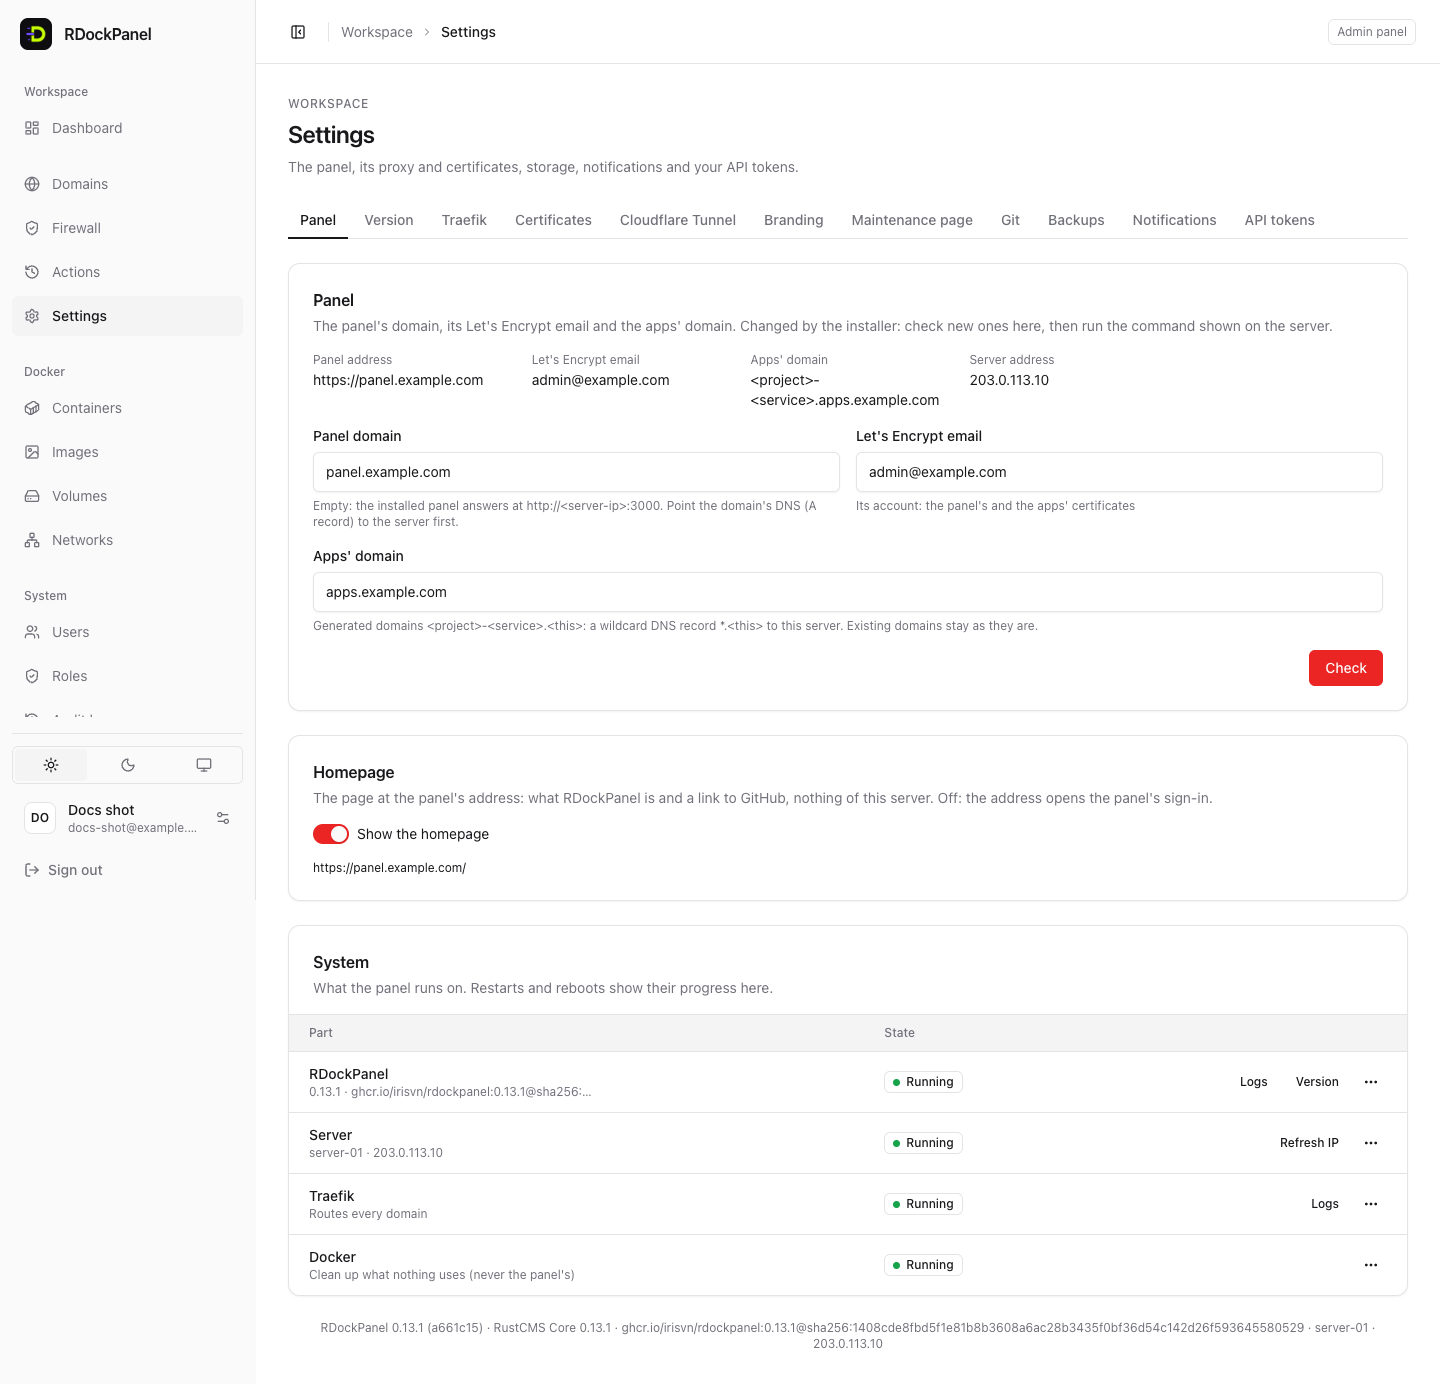 RDockPanel
Workspace
Dashboard
Domains
Firewall
Actions
Settings
Docker
Containers
Images
Volumes
Networks
System
Users
Roles
DO
Docs shot
docs-shot@example....
Sign out
Workspace
Settings
Admin panel
WORKSPACE
Settings
The panel, its proxy and certificates, storage, notifications and your API tokens.
Panel
Version
Traefik
Certificates
Cloudflare Tunnel
Branding
Maintenance page
Git
Backups
Notifications
API tokens
Panel
The panel's domain, its Let's Encrypt email and the apps' domain. Changed by the installer: check new ones here, then run the command shown on the server.
Panel address
https://panel.example.com
Let's Encrypt email
admin@example.com
Apps' domain
<project>-
<service>.apps.example.com
Server address
203.0.113.10
Panel domain
panel.example.com
Empty: the installed panel answers at http://<server-ip>:3000. Point the domain's DNS (A
record) to the server first.
Let's Encrypt email
admin@example.com
Its account: the panel's and the apps' certificates
Apps' domain
apps.example.com
Generated domains <project>-<service>.<this>: a wildcard DNS record *.<this> to this server. Existing domains stay as they are.
Check
Homepage
The page at the panel's address: what RDockPanel is and a link to GitHub, nothing of this server. Off: the address opens the panel's sign-in.
Show the homepage
https://panel.example.com/
System
What the panel runs on. Restarts and reboots show their progress here.
Part
State
RDockPanel
0.13.1 · ghcr.io/irisvn/rdockpanel:0.13.1@sha256:...
Running
Logs
Version
Server
server-01 · 203.0.113.10
Running
Refresh IP
Traefik
Routes every domain
Running
Logs
Docker
Clean up what nothing uses (never the panel's)
Running
RDockPanel 0.13.1 (a661c15) · RustCMS Core 0.13.1 · ghcr.io/irisvn/rdockpanel:0.13.1@sha256:1408cde8fbd5f1e81b8b3608a6ac28b3435f0bf36d54c142d26f593645580529 · server-01 ·
203.0.113.10